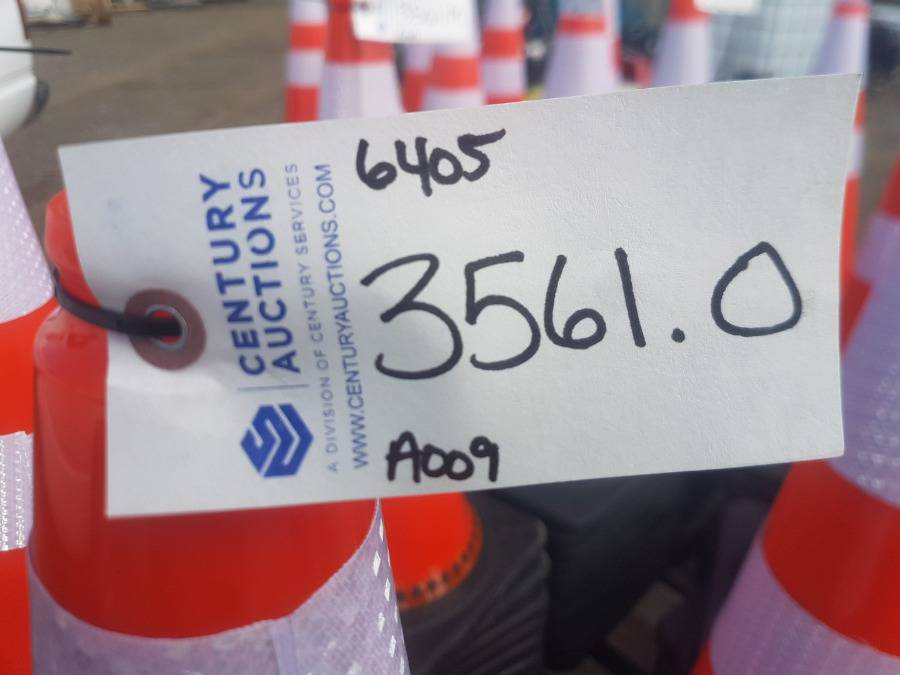 6405
3561.0
A009
CENTURY
AUCTIONS
A DIVISION OF CENTURY SERVICES
WWW.CENTURYAUCTIONS.COM